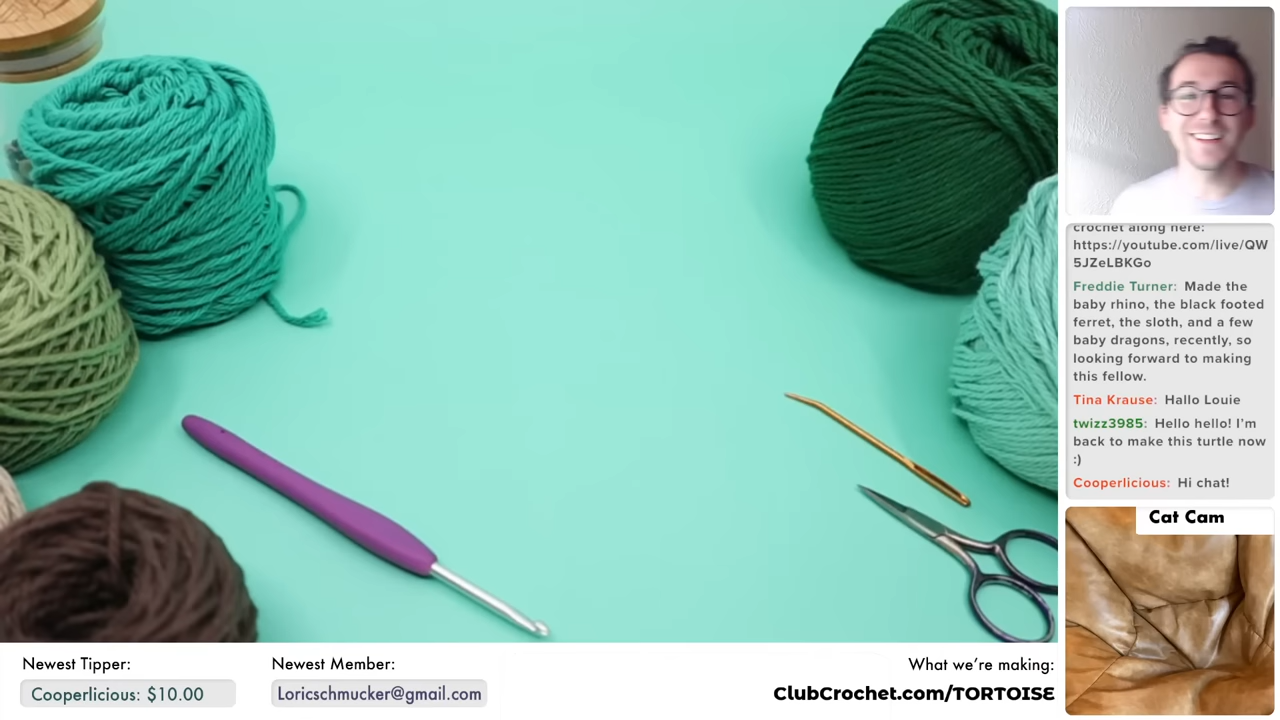 crochet along here:
https://youtube.com/live/QW
5JZeLBKGo
Freddie Turner: Made the
baby rhino, the black footed
ferret, the sloth, and a few
baby dragons, recently, so
looking forward to making
this fellow.
Tina Krause: Hallo Louie
twizz3985: Hello hello! I'm
back to make this turtle now
:)
Cooperlicious: Hi chat!
Cat Cam
Newest Tipper:
Cooperlicious: $10.00
Newest Member:
Loricschmucker@gmail.com
What we're making:
ClubCrochet.com/TORTOISE